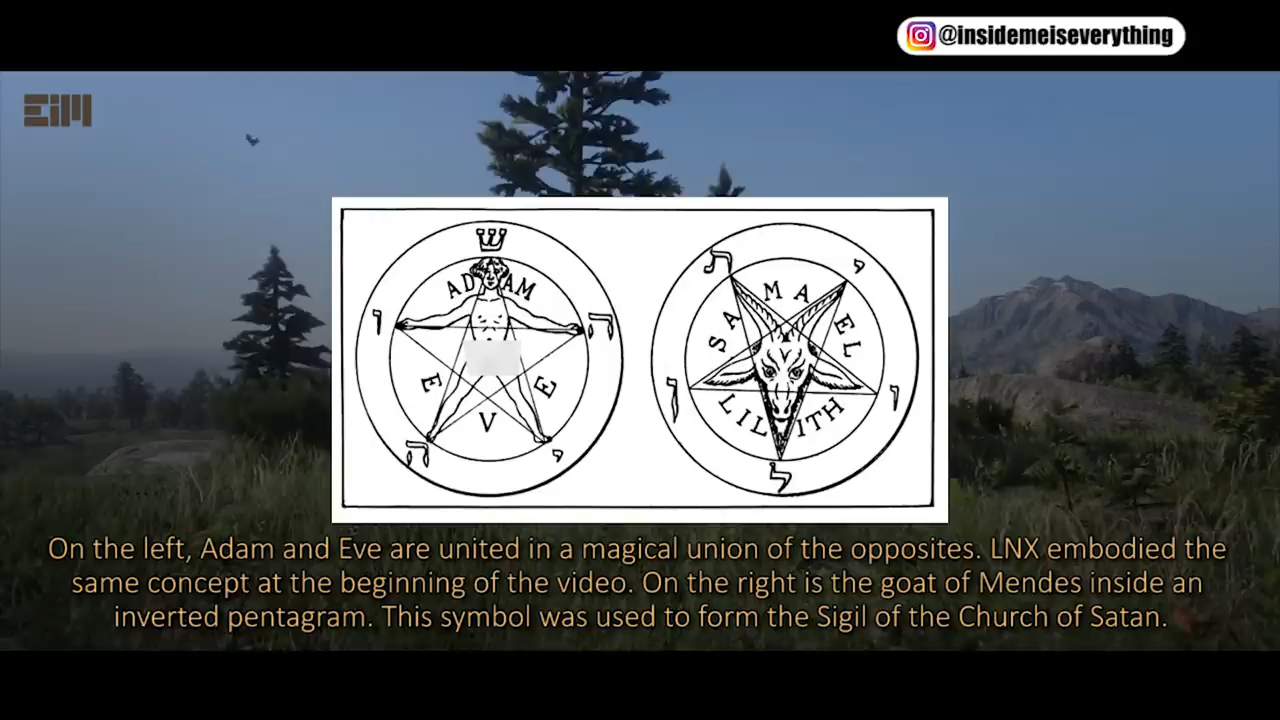 @insidemeiseverything
EiM
ש
ADAM
ו
ה
EVE
ה
י
ת
י
SAMAEL
ן
ו
LILITH
ל
On the left, Adam and Eve are united in a magical union of the opposites. LNX embodied the
same concept at the beginning of the video. On the right is the goat of Mendes inside an
inverted pentagram. This symbol was used to form the Sigil of the Church of Satan.